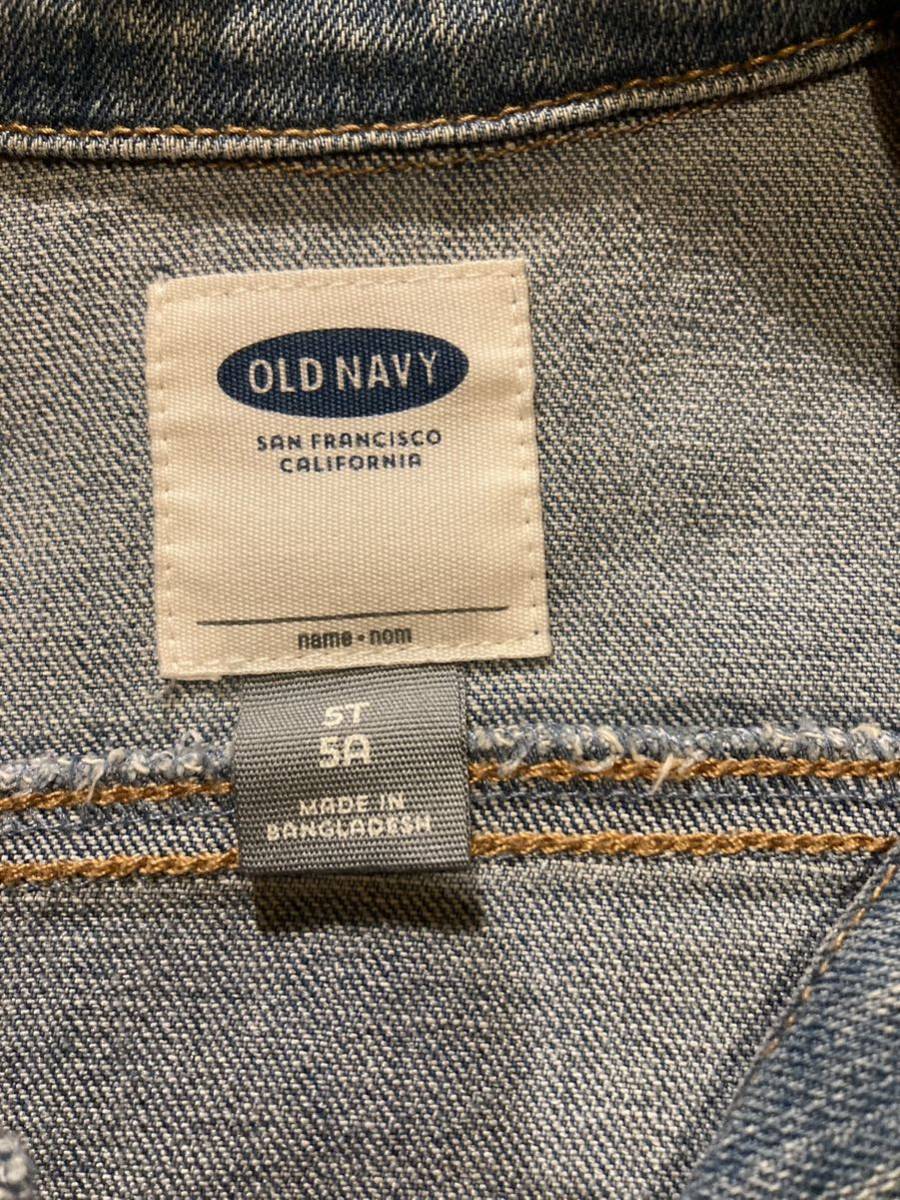 OLD NAVY
SAN FRANCISCO
CALIFORNIA
name • nom
5T
5A
MADE IN
BANGLADESH